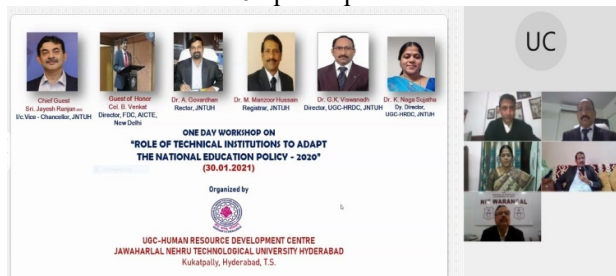 Chief Guest
Sri. Jayesh Ranjan IAS
I/c.Vice - Chancellor, JNTUH
Guest of Honor
Col. B. Venkat
Director, FDC, AICTE,
New Delhi
Dr. A. Govardhan
Rector, JNTUH
Dr. M. Manzoor Hussain
Registrar, JNTUH
Dr. G.K. Viswanadh
Director, UGC-HRDC, JNTUH
Dr. K. Naga Sujatha
Dy. Director,
UGC-HRDC, JNTUH
ONE DAY WORKSHOP ON
"ROLE OF TECHNICAL INSTITUTIONS TO ADAPT
THE NATIONAL EDUCATION POLICY - 2020"
(30.01.2021)
Organized by
UGC-HUMAN RESOURCE DEVELOPMENT CENTRE
JAWAHARLAL NEHRU TECHNOLOGICAL UNIVERSITY HYDERABAD
Kukatpally, Hyderabad, T.S.
UC
WARANGAL